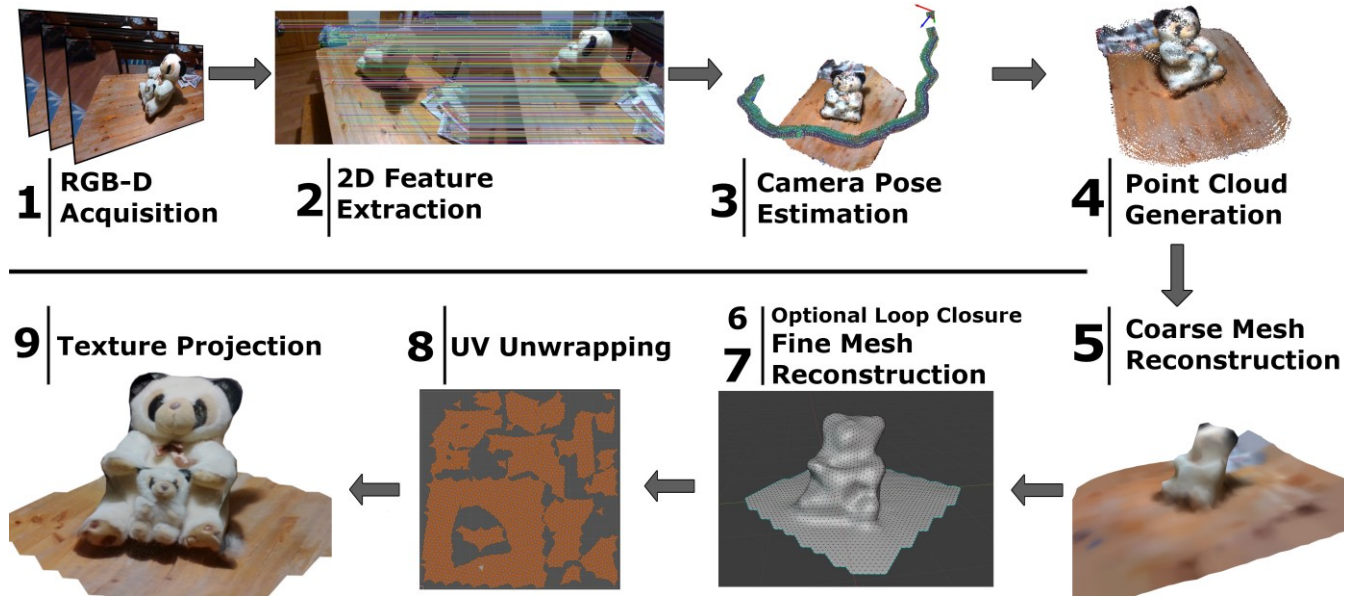 1 RGB-D
Acquisition
2 2D Feature
Extraction
3 Camera Pose
Estimation
4 Point Cloud
Generation
9 Texture Projection
8 UV Unwrapping
6 Optional Loop Closure
7 Fine Mesh
Reconstruction
5 Coarse Mesh
Reconstruction